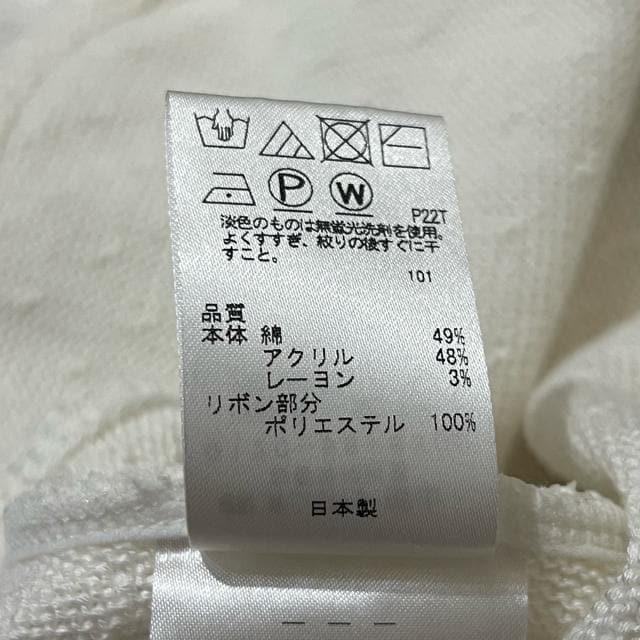 P W
P22T
淡色のものは無蛍光洗剤を使用。
よくすすぎ、絞りの後すぐに干
すこと。
101
品質
本体 綿 49%
アクリル 48%
レーヨン 3%
リボン部分
ポリエステル 100%
日本製